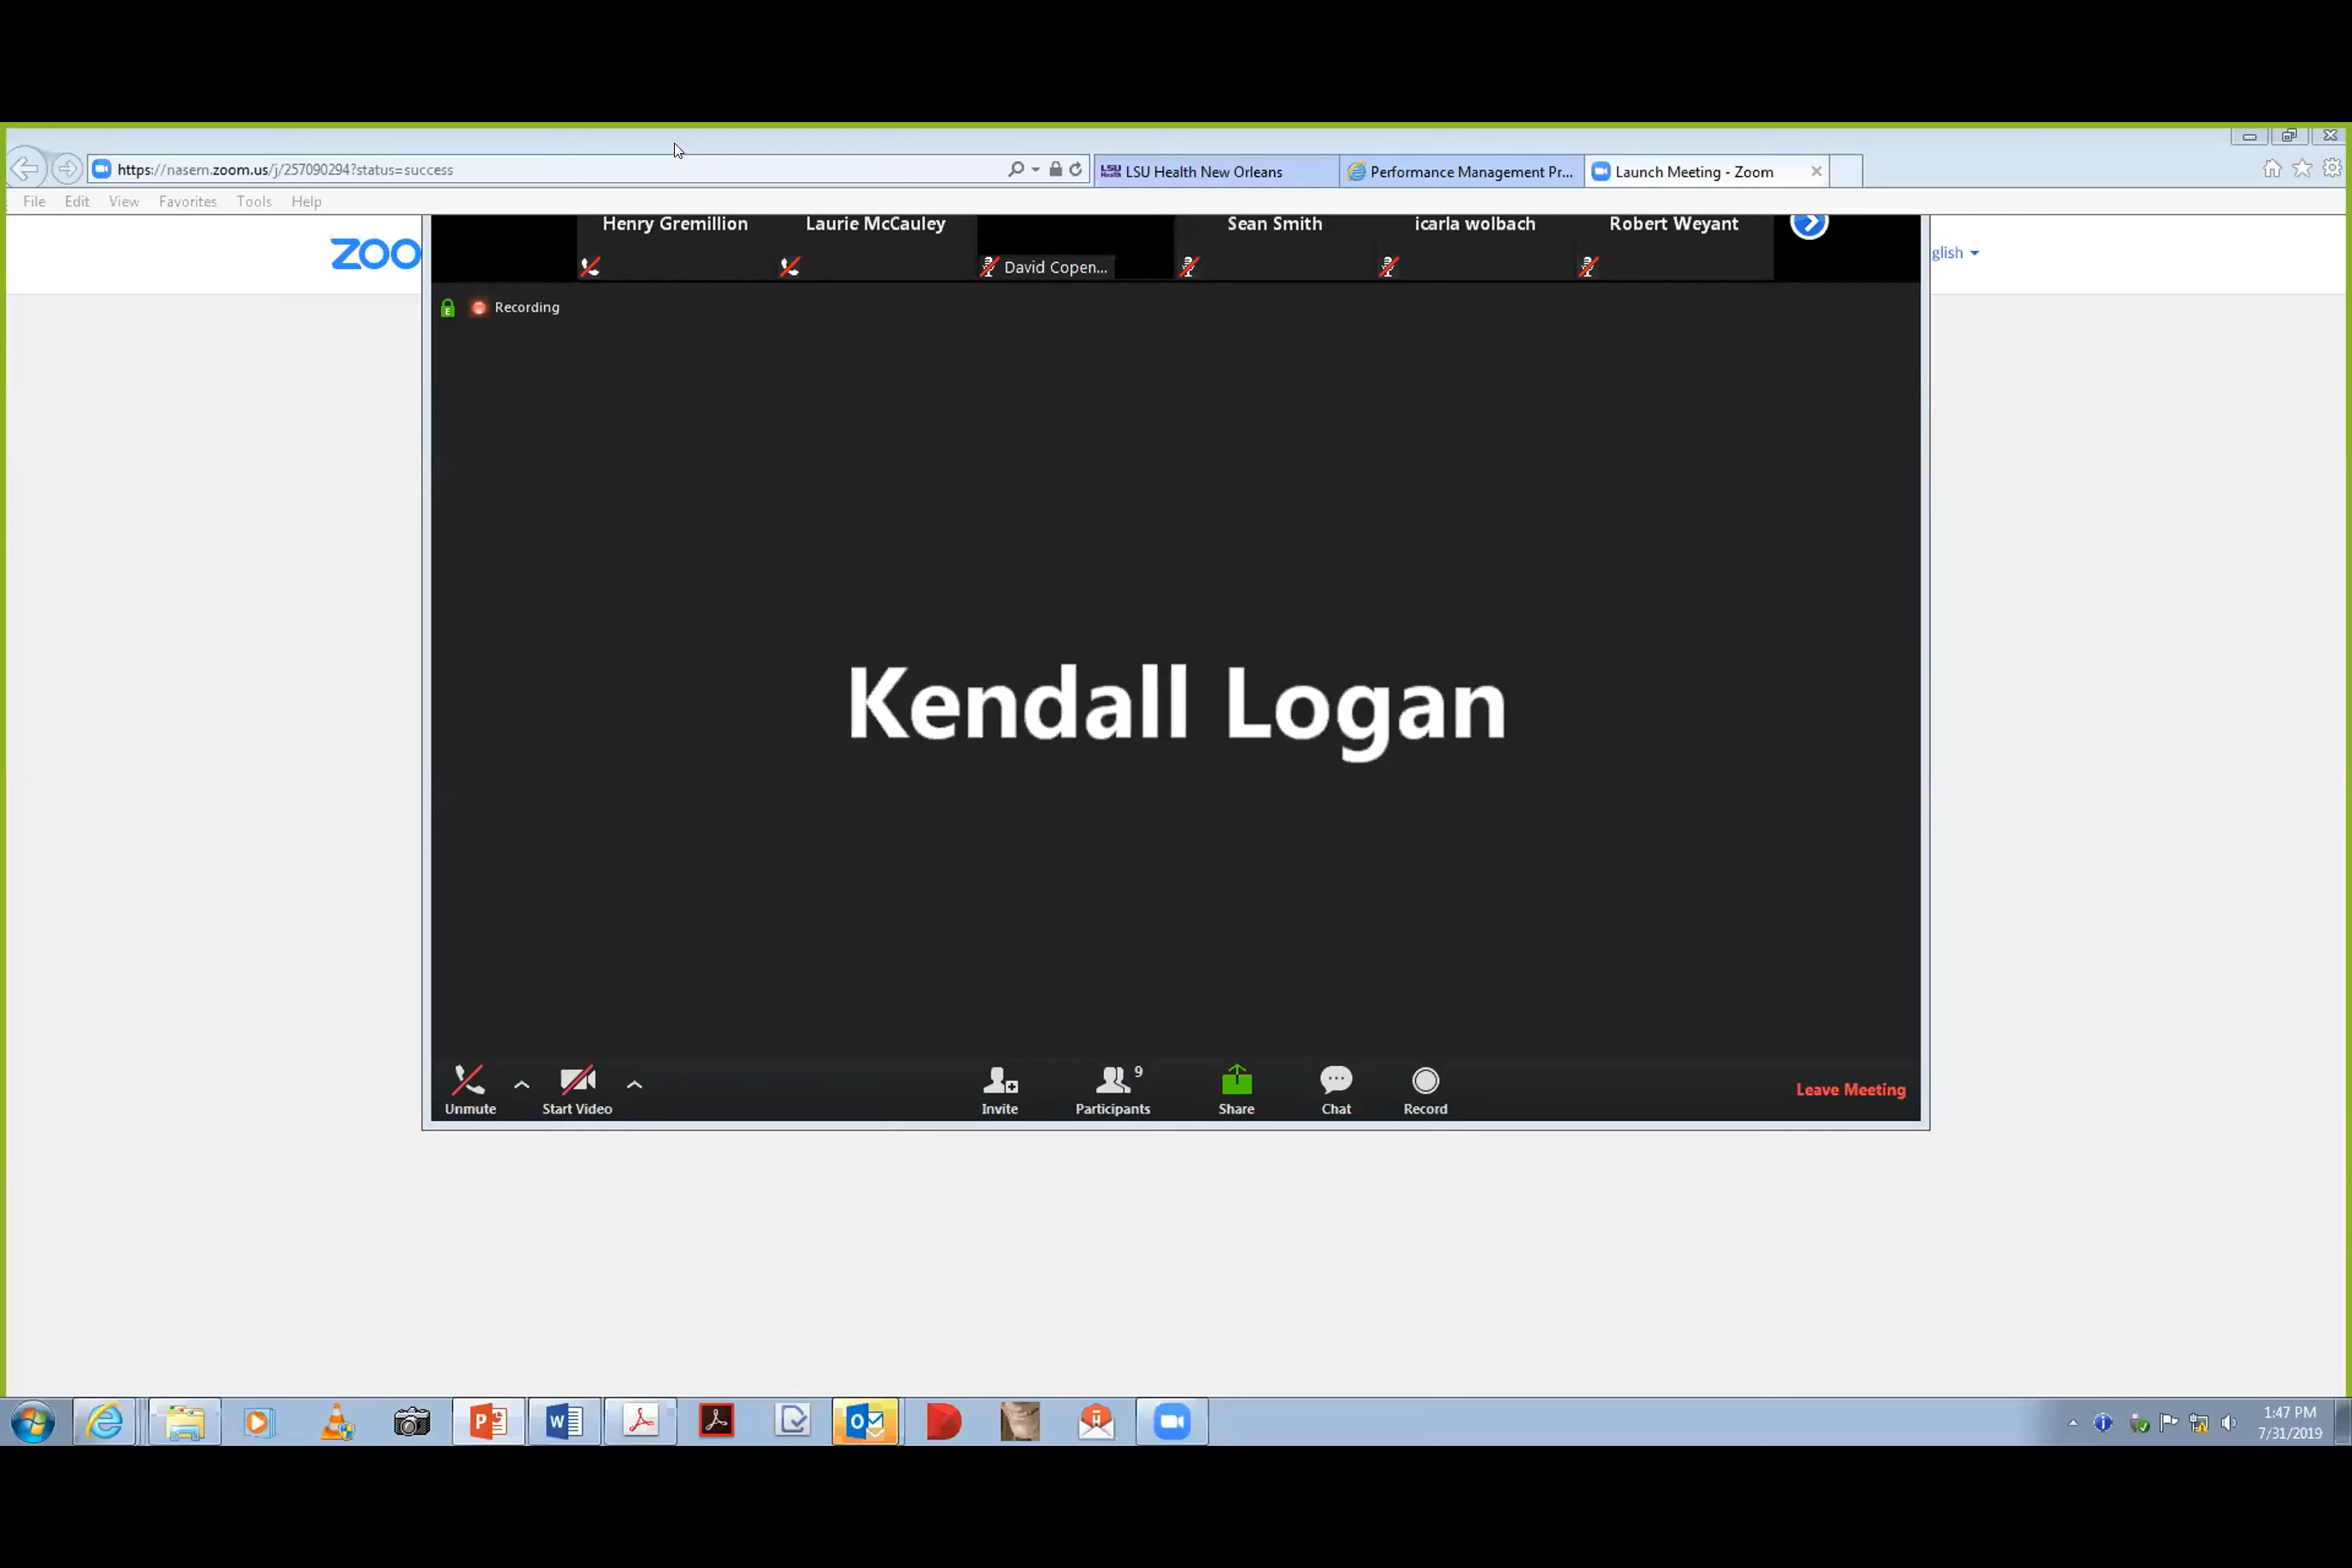 https://nasem.zoom.us/j/257090294?status=success
LSU Health New Orleans
Performance Management Pr...
Launch Meeting - Zoom
File Edit View Favorites Tools Help
Henry Gremillion
Laurie McCauley
Sean Smith
icarla wolbach
Robert Weyant
zoo
glish
David Copen...
Recording
Kendall Logan
9
Unmute
Start Video
Invite
Participants
Share
Chat
Record
Leave Meeting
1:47 PM
7/31/2019